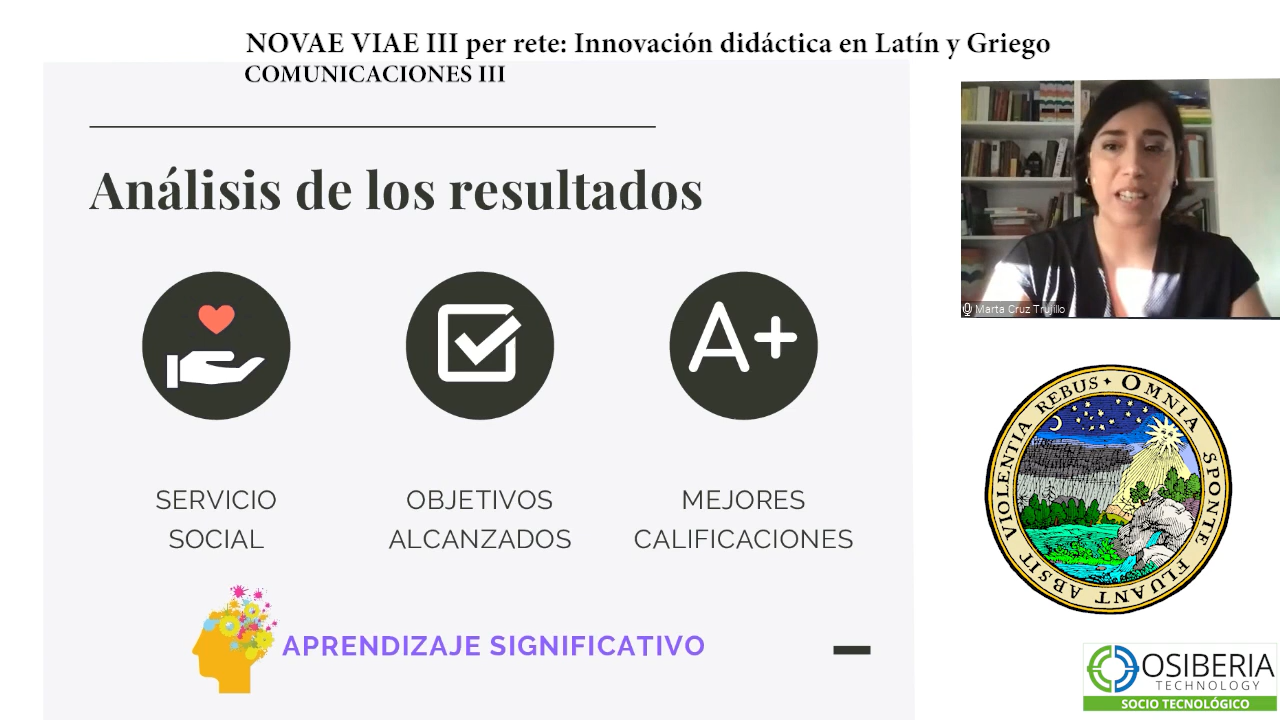 NOVAE VIAE III per rete: Innovación didáctica en Latín y Griego
COMUNICACIONES III
Análisis de los resultados
A+
SERVICIO
SOCIAL
OBJETIVOS
ALCANZADOS
MEJORES
CALIFICACIONES
APRENDIZAJE SIGNIFICATIVO
Marta Cruz Trujillo
OMNIA SPONTE FLUANT ABSIT VIOLENTIA REBUS
OSIBERIA
TECHNOLOGY
SOCIO TECNOLÓGICO